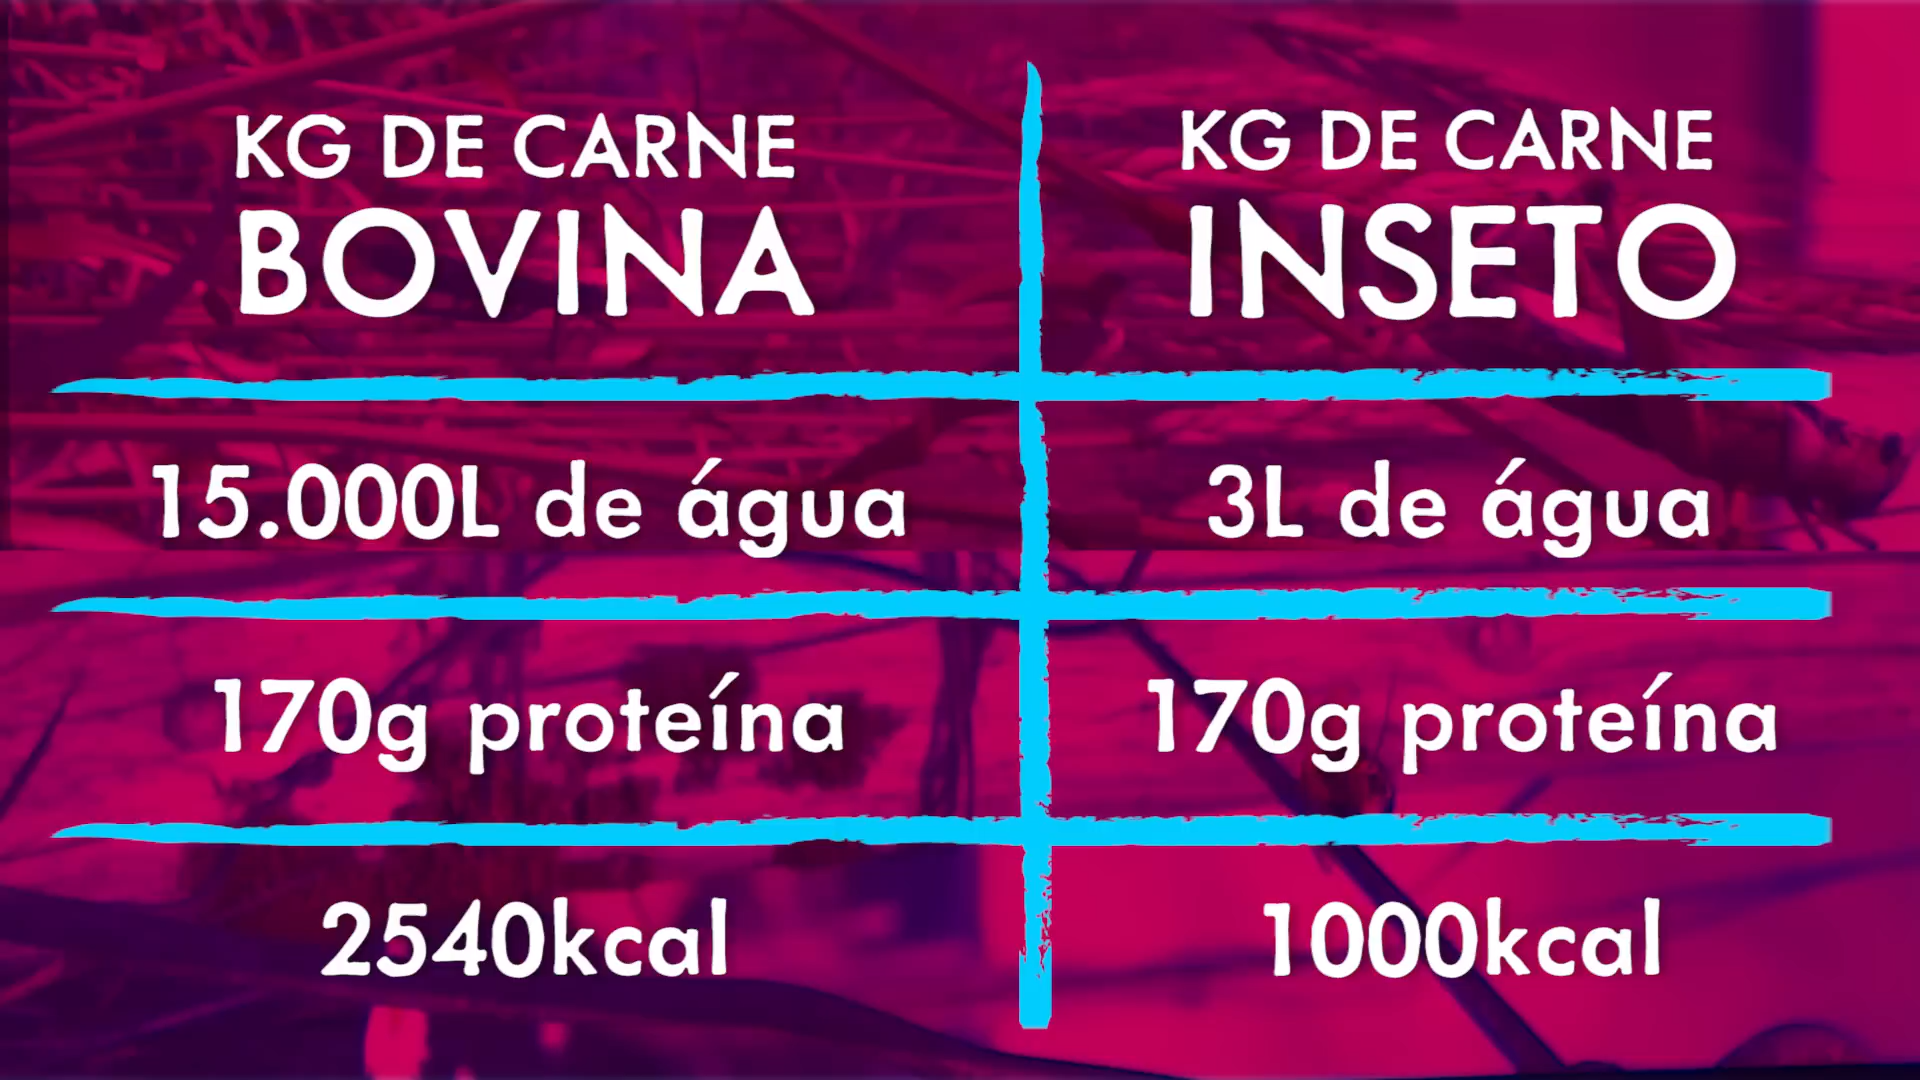 KG DE CARNE
BOVINA
KG DE CARNE
INSETO
15.000L de água
3L de água
170g proteína
170g proteína
2540kcal
1000kcal